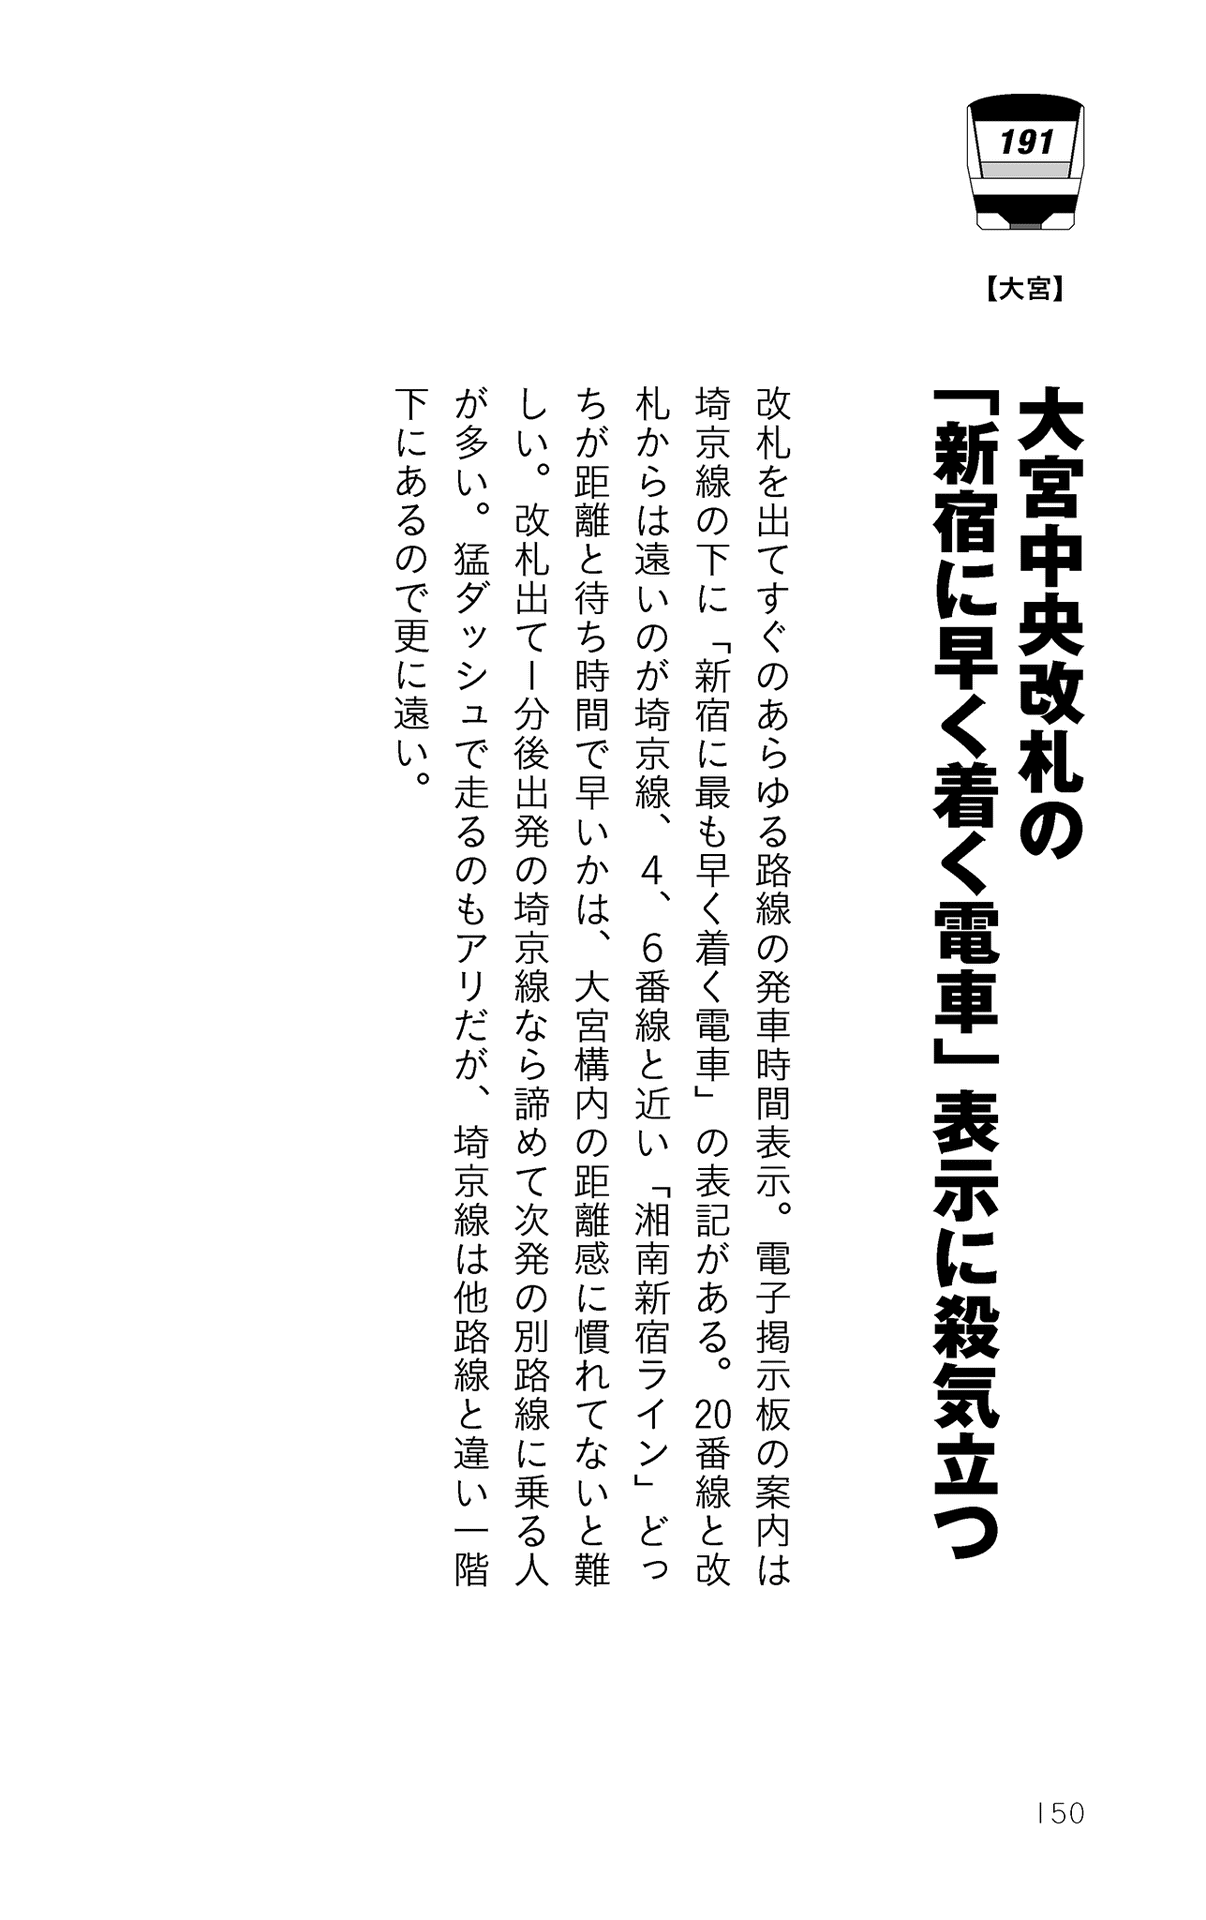 191
【大宮】
大宮中央改札の
「新宿に早く着く電車」表示に殺気立つ
改札を出てすぐのあらゆる路線の発車時間表示。電子掲示板の案内は
埼京線の下に「新宿に最も早く着く電車」の表記がある。20番線と改
札からは遠いのが埼京線、4、6番線と近い「湘南新宿ライン」どっ
ちが距離と待ち時間で早いかは、大宮構内の距離感に慣れてないと難
しい。改札出て1分後出発の埼京線なら諦めて次発の別路線に乗る人
が多い。猛ダッシュで走るのもアリだが、埼京線は他路線と違い一階
下にあるので更に遠い。
150